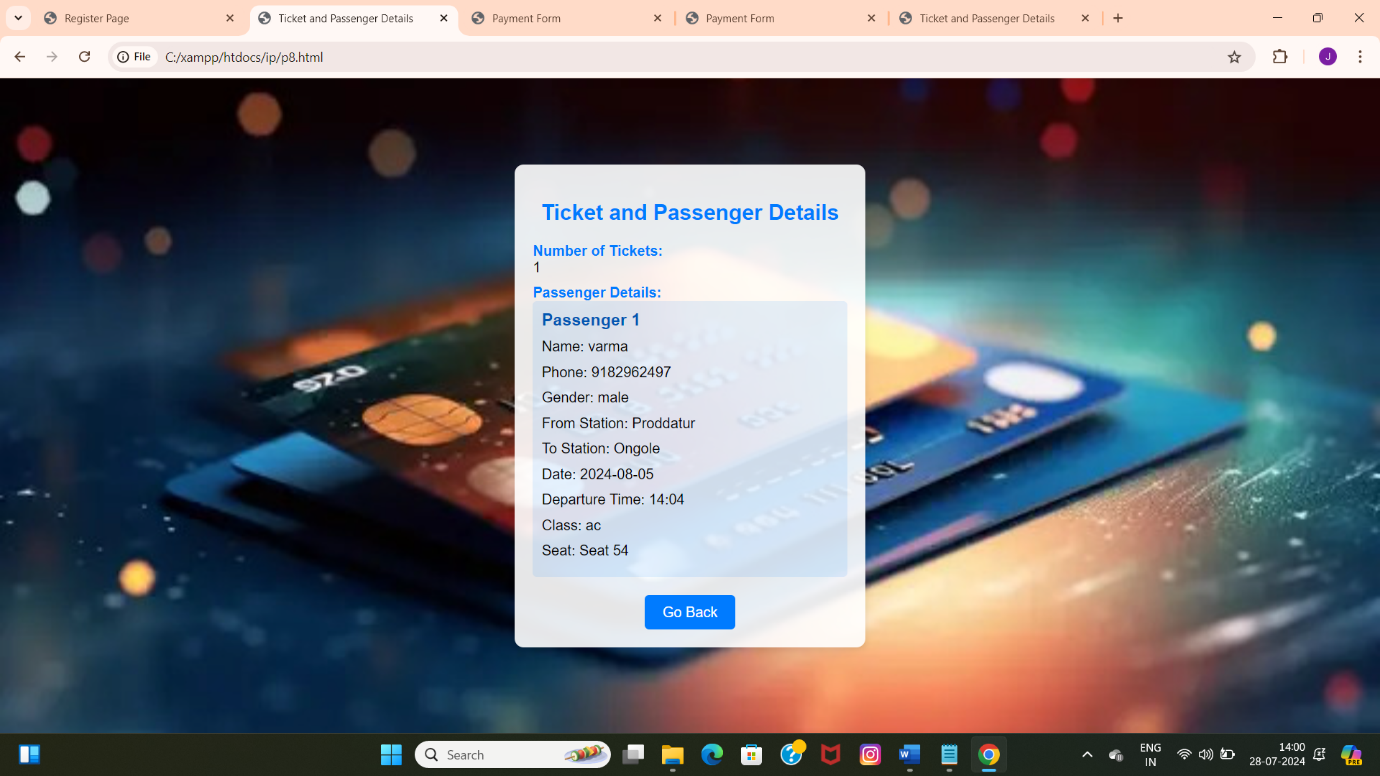 Register Page
Ticket and Passenger Details
Payment Form
Payment Form
Ticket and Passenger Details
File
C:/xampp/htdocs/ip/p8.html
J
Ticket and Passenger Details
Number of Tickets:
1
Passenger Details:
Passenger 1
Name: varma
Phone: 9182962497
Gender: male
From Station: Proddatur
To Station: Ongole
Date: 2024-08-05
Departure Time: 14:04
Class: ac
Seat: Seat 54
Go Back
Search
ENG
IN
14:00
28-07-2024
PRE